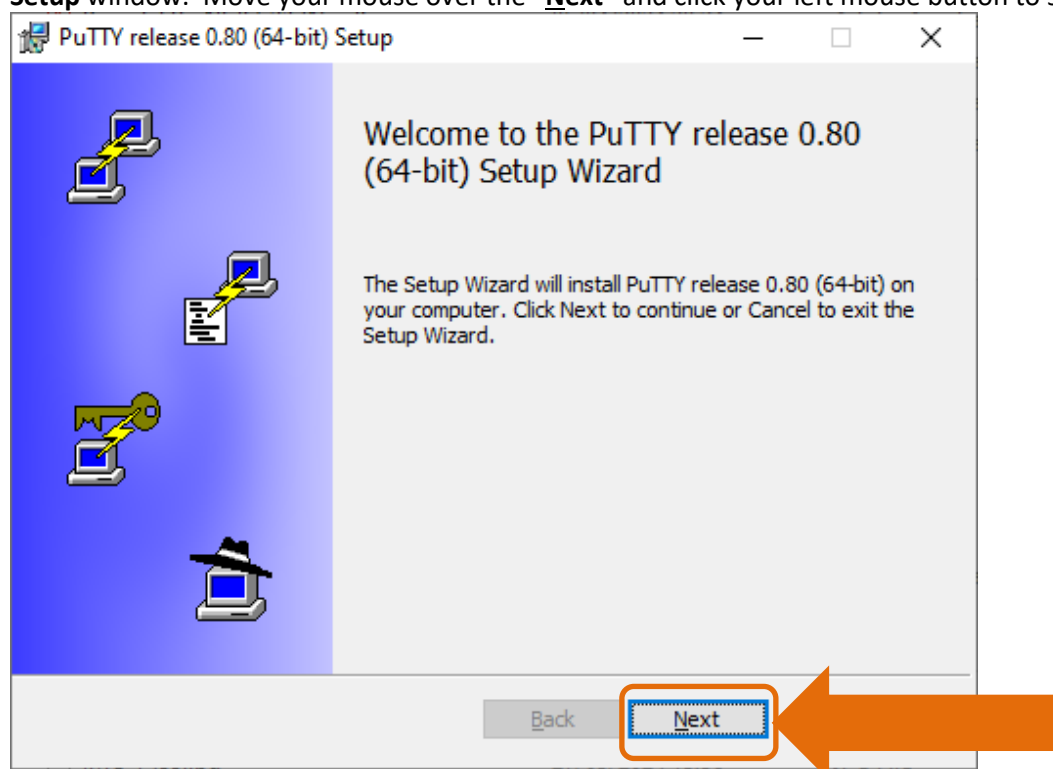 Setup window. Move your mouse over the "Next" and click your left mouse button to
PuTTY release 0.80 (64-bit) Setup
Welcome to the PuTTY release 0.80
(64-bit) Setup Wizard
The Setup Wizard will install PuTTY release 0.80 (64-bit) on
your computer. Click Next to continue or Cancel to exit the
Setup Wizard.
Back Next